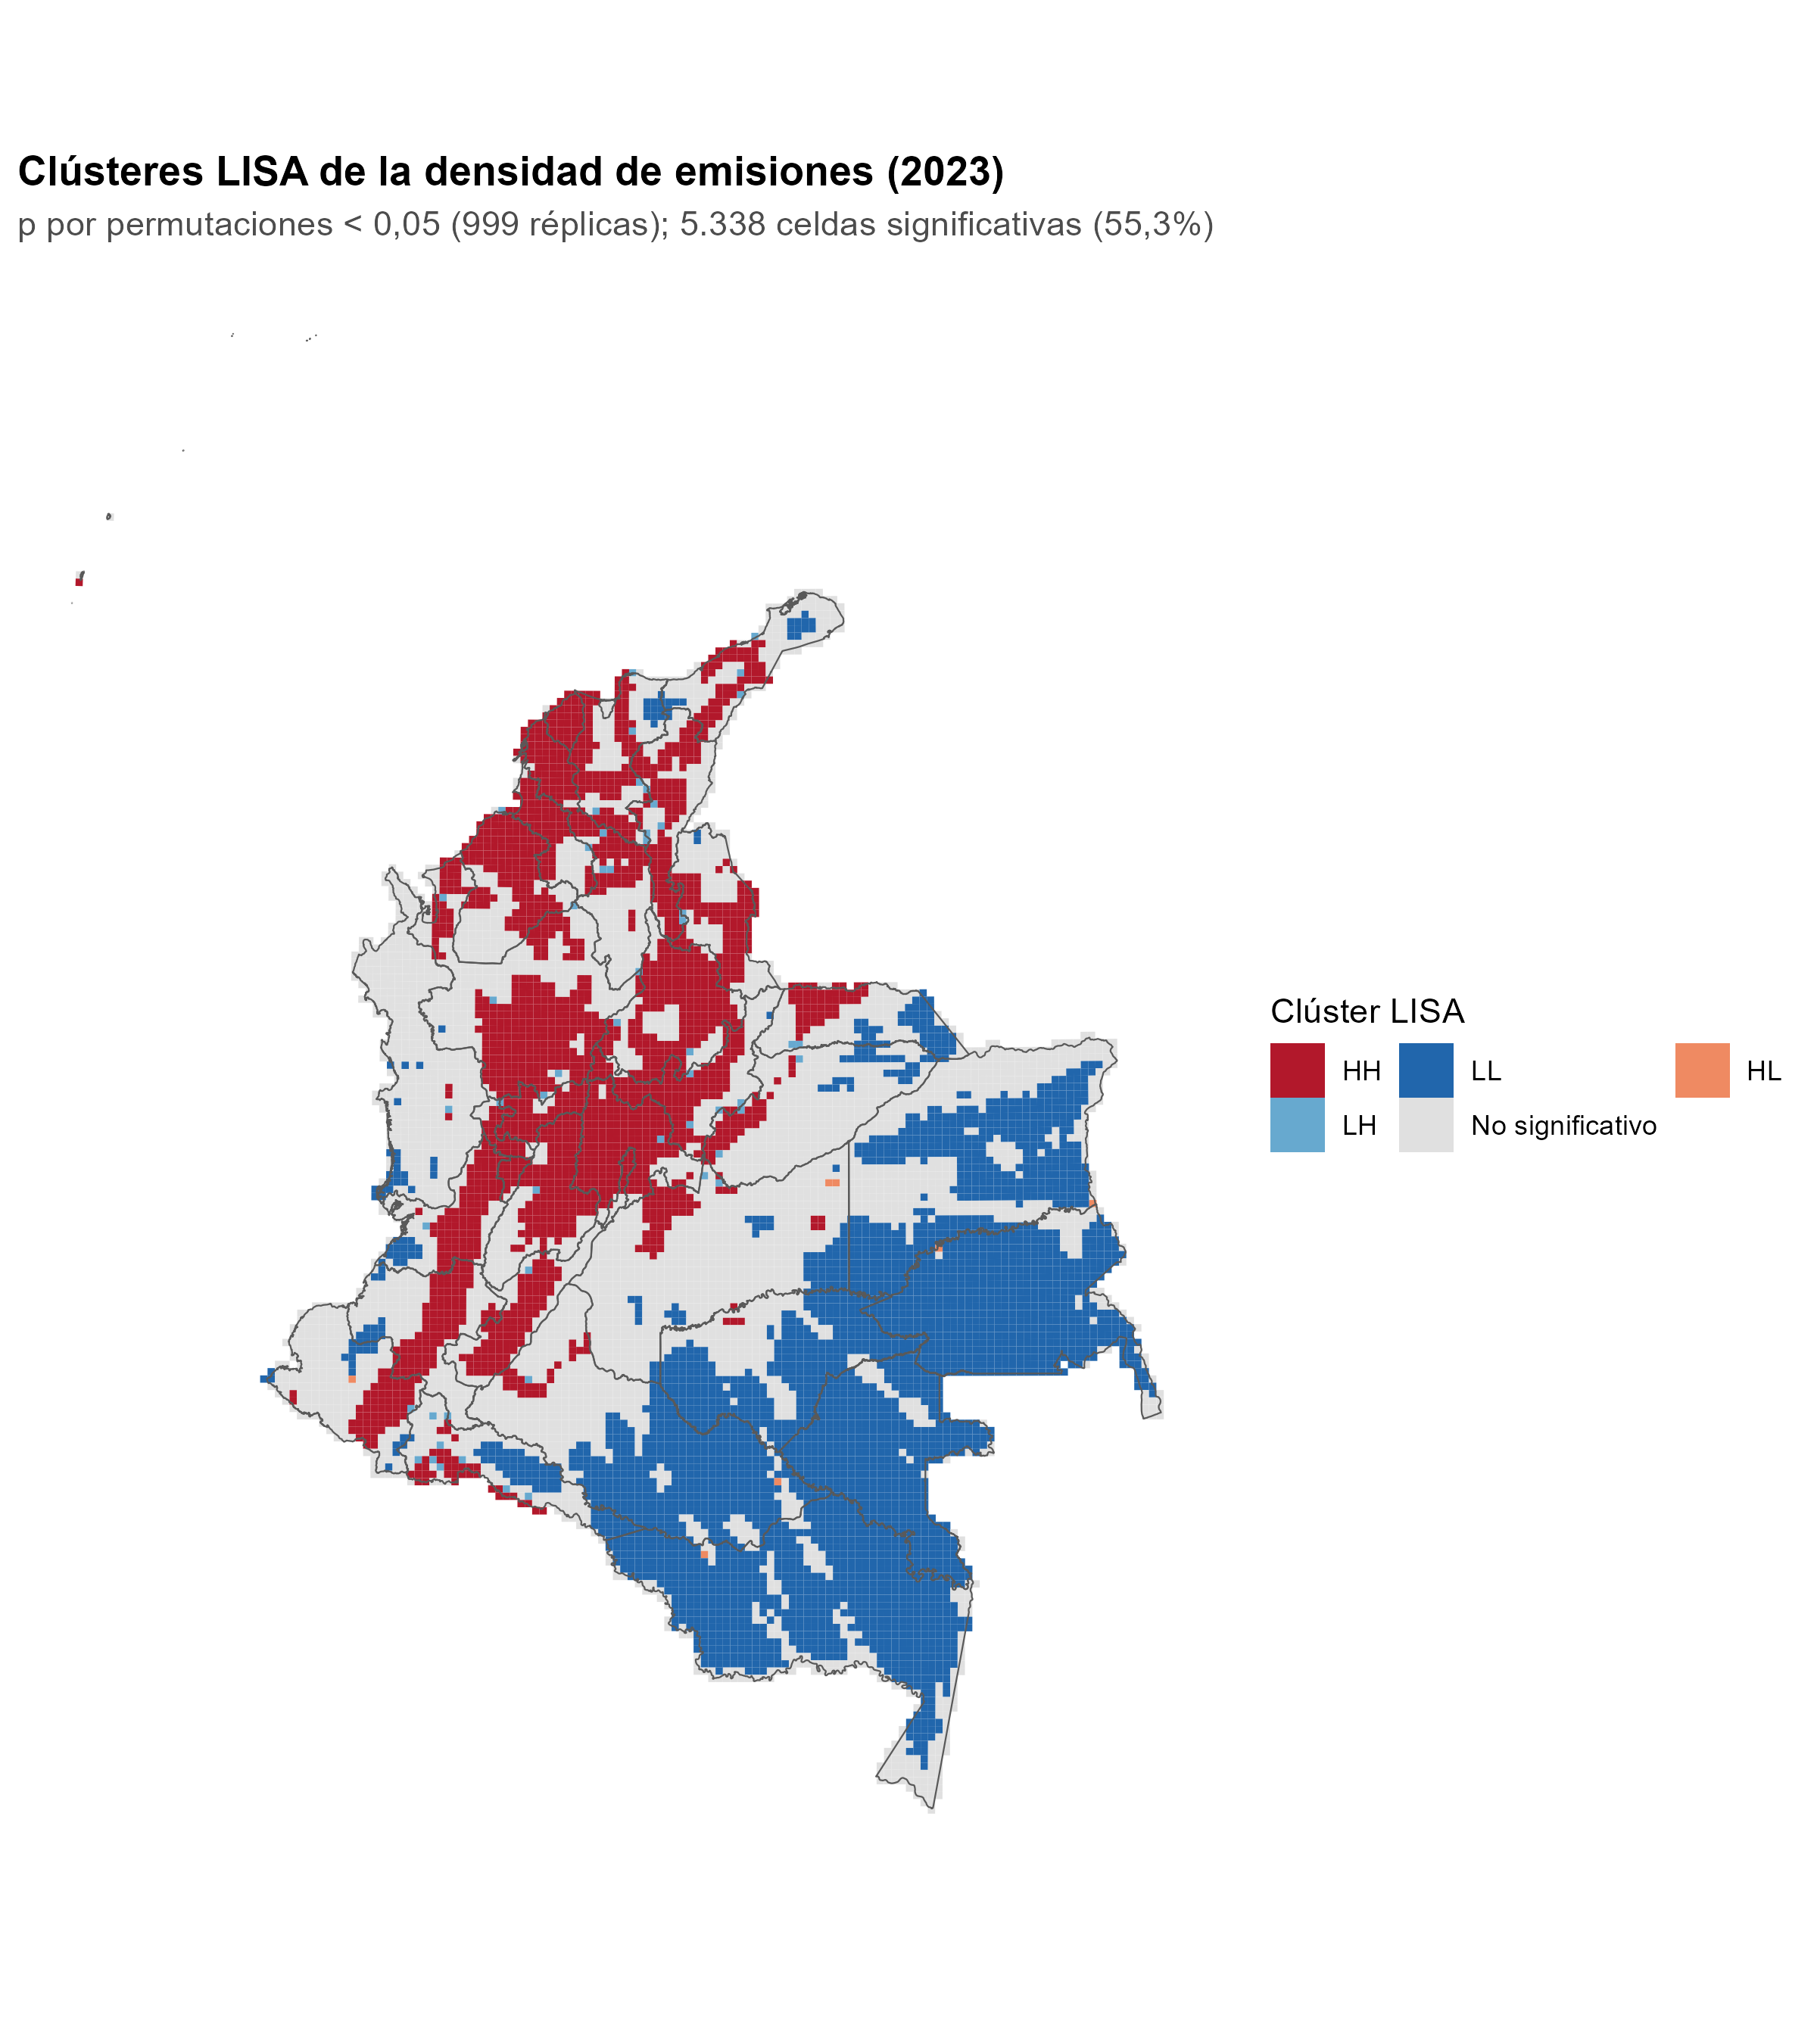 Clústeres LISA de la densidad de emisiones (2023)
p por permutaciones < 0,05 (999 réplicas); 5.338 celdas significativas (55,3%)
Clúster LISA
HH LL HL
LH No significativo